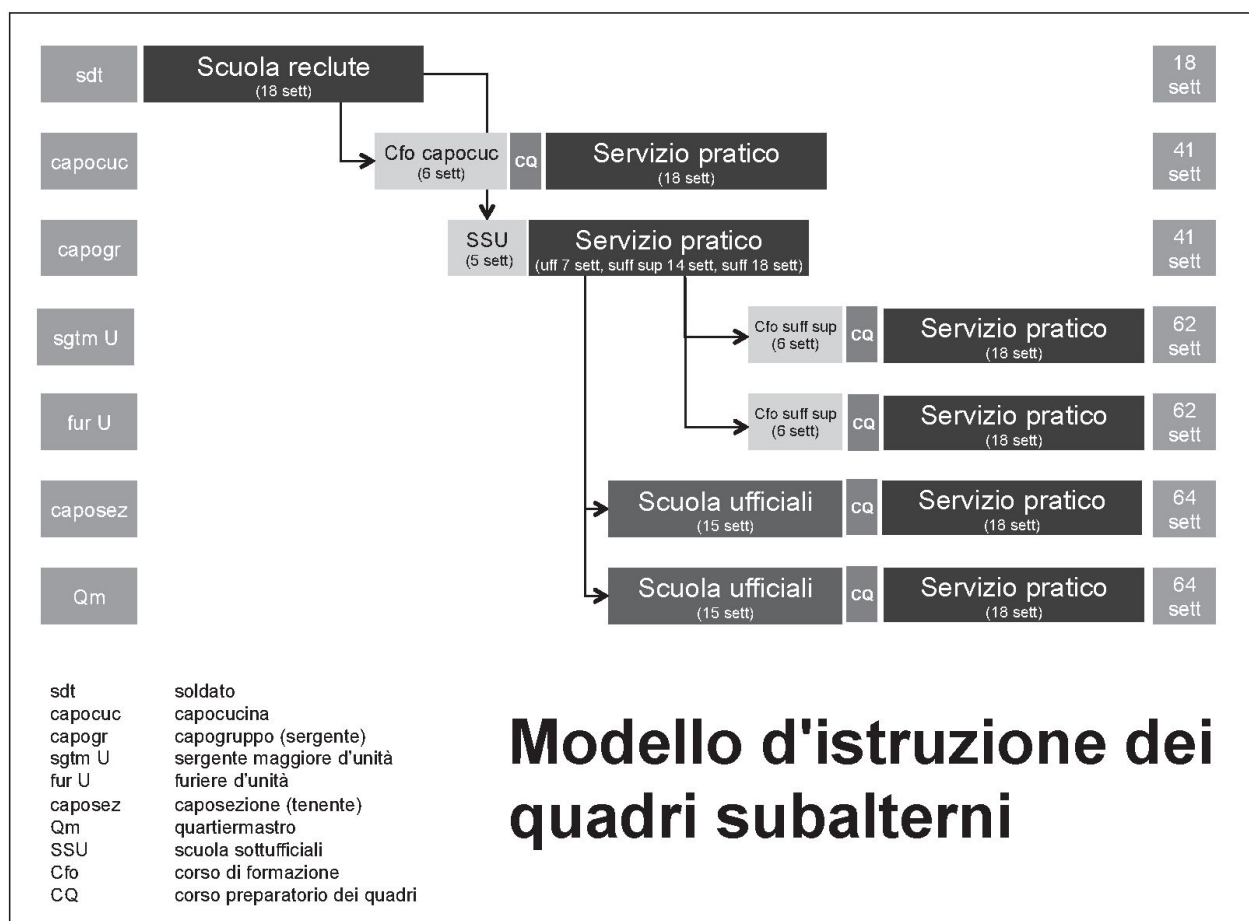 sdt
Scuola reclute
(18 sett)
18
sett
capocuc
Cfo capocuc
(6 sett)
CQ
Servizio pratico
(18 sett)
41
sett
capogr
SSU
(5 sett)
Servizio pratico
(uff 7 sett, suff sup 14 sett, suff 18 sett)
41
sett
sgtm U
Cfo suff sup
(6 sett)
CQ
Servizio pratico
(18 sett)
62
sett
fur U
Cfo suff sup
(6 sett)
CQ
Servizio pratico
(18 sett)
62
sett
caposez
Scuola ufficiali
(15 sett)
CQ
Servizio pratico
(18 sett)
64
sett
Qm
Scuola ufficiali
(15 sett)
CQ
Servizio pratico
(18 sett)
64
sett
sdt soldato
capocuc capocucina
capogr capogruppo (sergente)
sgtm U sergente maggiore d'unità
fur U furiere d'unità
caposez caposezione (tenente)
Qm quartiermastro
SSU scuola sottufficiali
Cfo corso di formazione
CQ corso preparatorio dei quadri
Modello d'istruzione dei
quadri subalterni